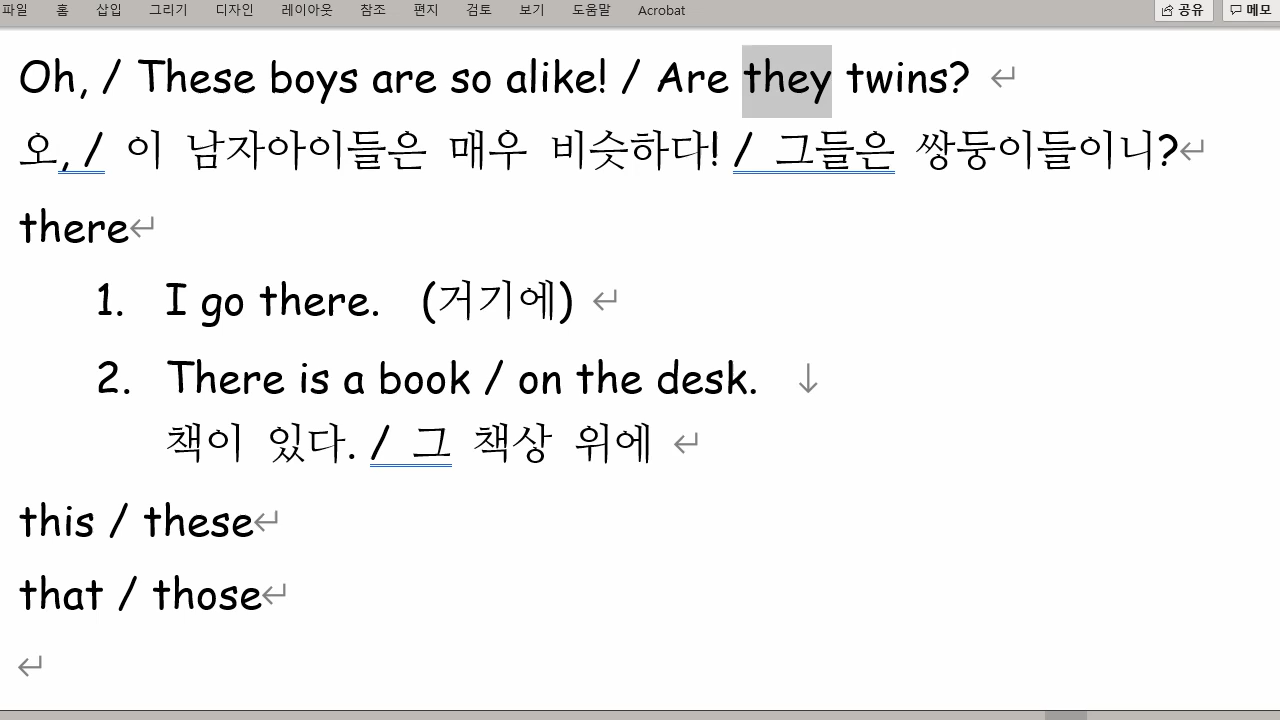 파일 홈 삽입 그리기 디자인 레이아웃 참조 편지 검토 보기 도움말 Acrobat 공유 메모
Oh, / These boys are so alike! / Are they twins?
오, / 이 남자아이들은 매우 비슷하다! / 그들은 쌍둥이들이니?
there
1. I go there. (거기에)
2. There is a book / on the desk.
책이 있다. / 그 책상 위에
this / these
that / those